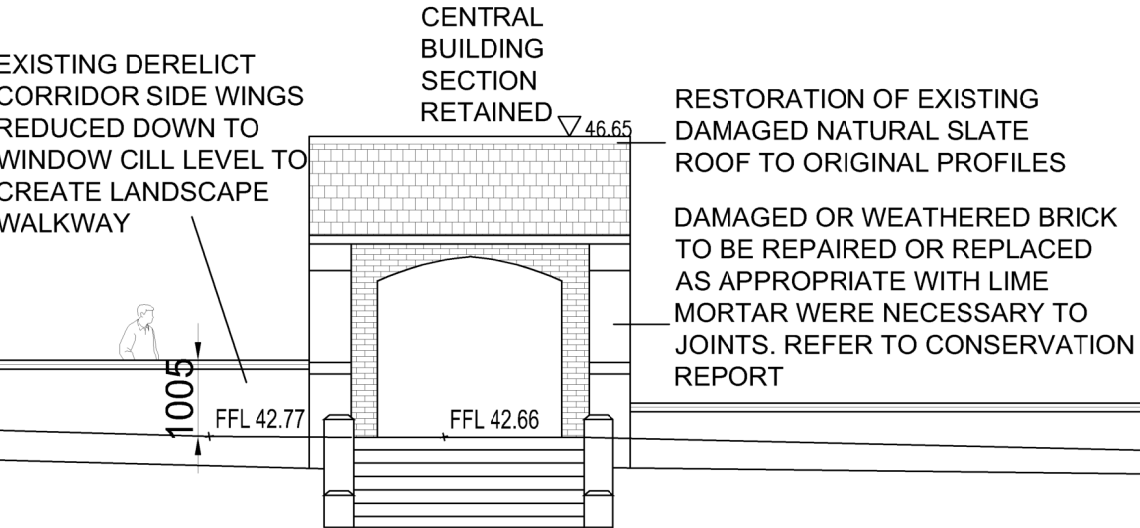 CENTRAL
BUILDING
SECTION
RETAINED
46.65
EXISTING DERELICT
CORRIDOR SIDE WINGS
REDUCED DOWN TO
WINDOW CILL LEVEL TO
CREATE LANDSCAPE
WALKWAY
RESTORATION OF EXISTING
DAMAGED NATURAL SLATE
ROOF TO ORIGINAL PROFILES
DAMAGED OR WEATHERED BRICK
TO BE REPAIRED OR REPLACED
AS APPROPRIATE WITH LIME
MORTAR WERE NECESSARY TO
JOINTS. REFER TO CONSERVATION
REPORT
1005
FFL 42.77
FFL 42.66